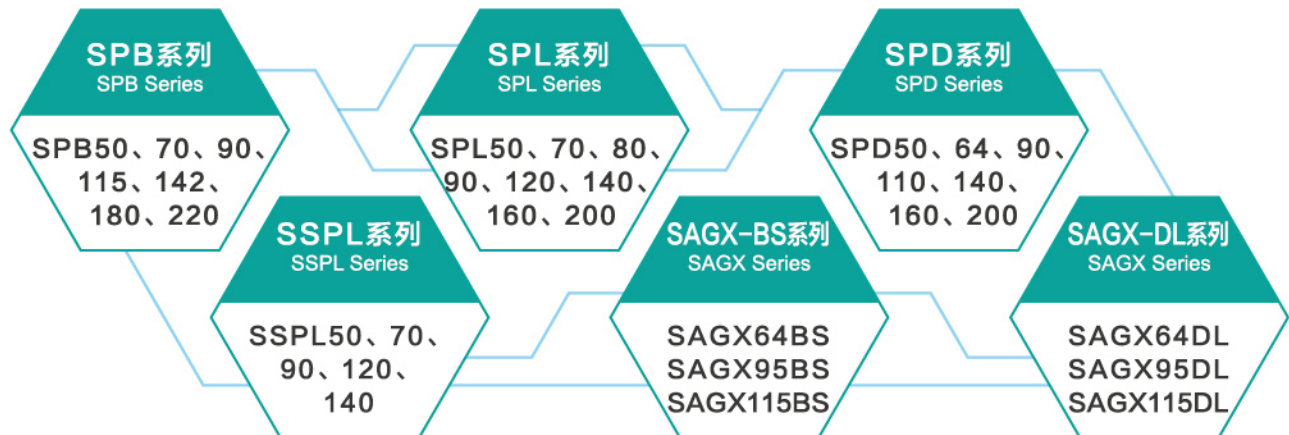 SPB系列
SPB Series
SPB50、70、90、
115、142、
180、220
SPL系列
SPL Series
SPL50、70、80、
90、120、140、
160、200
SPD系列
SPD Series
SPD50、64、90、
110、140、
160、200
SSPL系列
SSPL Series
SSPL50、70、
90、120、
140
SAGX-BS系列
SAGX Series
SAGX64BS
SAGX95BS
SAGX115BS
SAGX-DL系列
SAGX Series
SAGX64DL
SAGX95DL
SAGX115DL